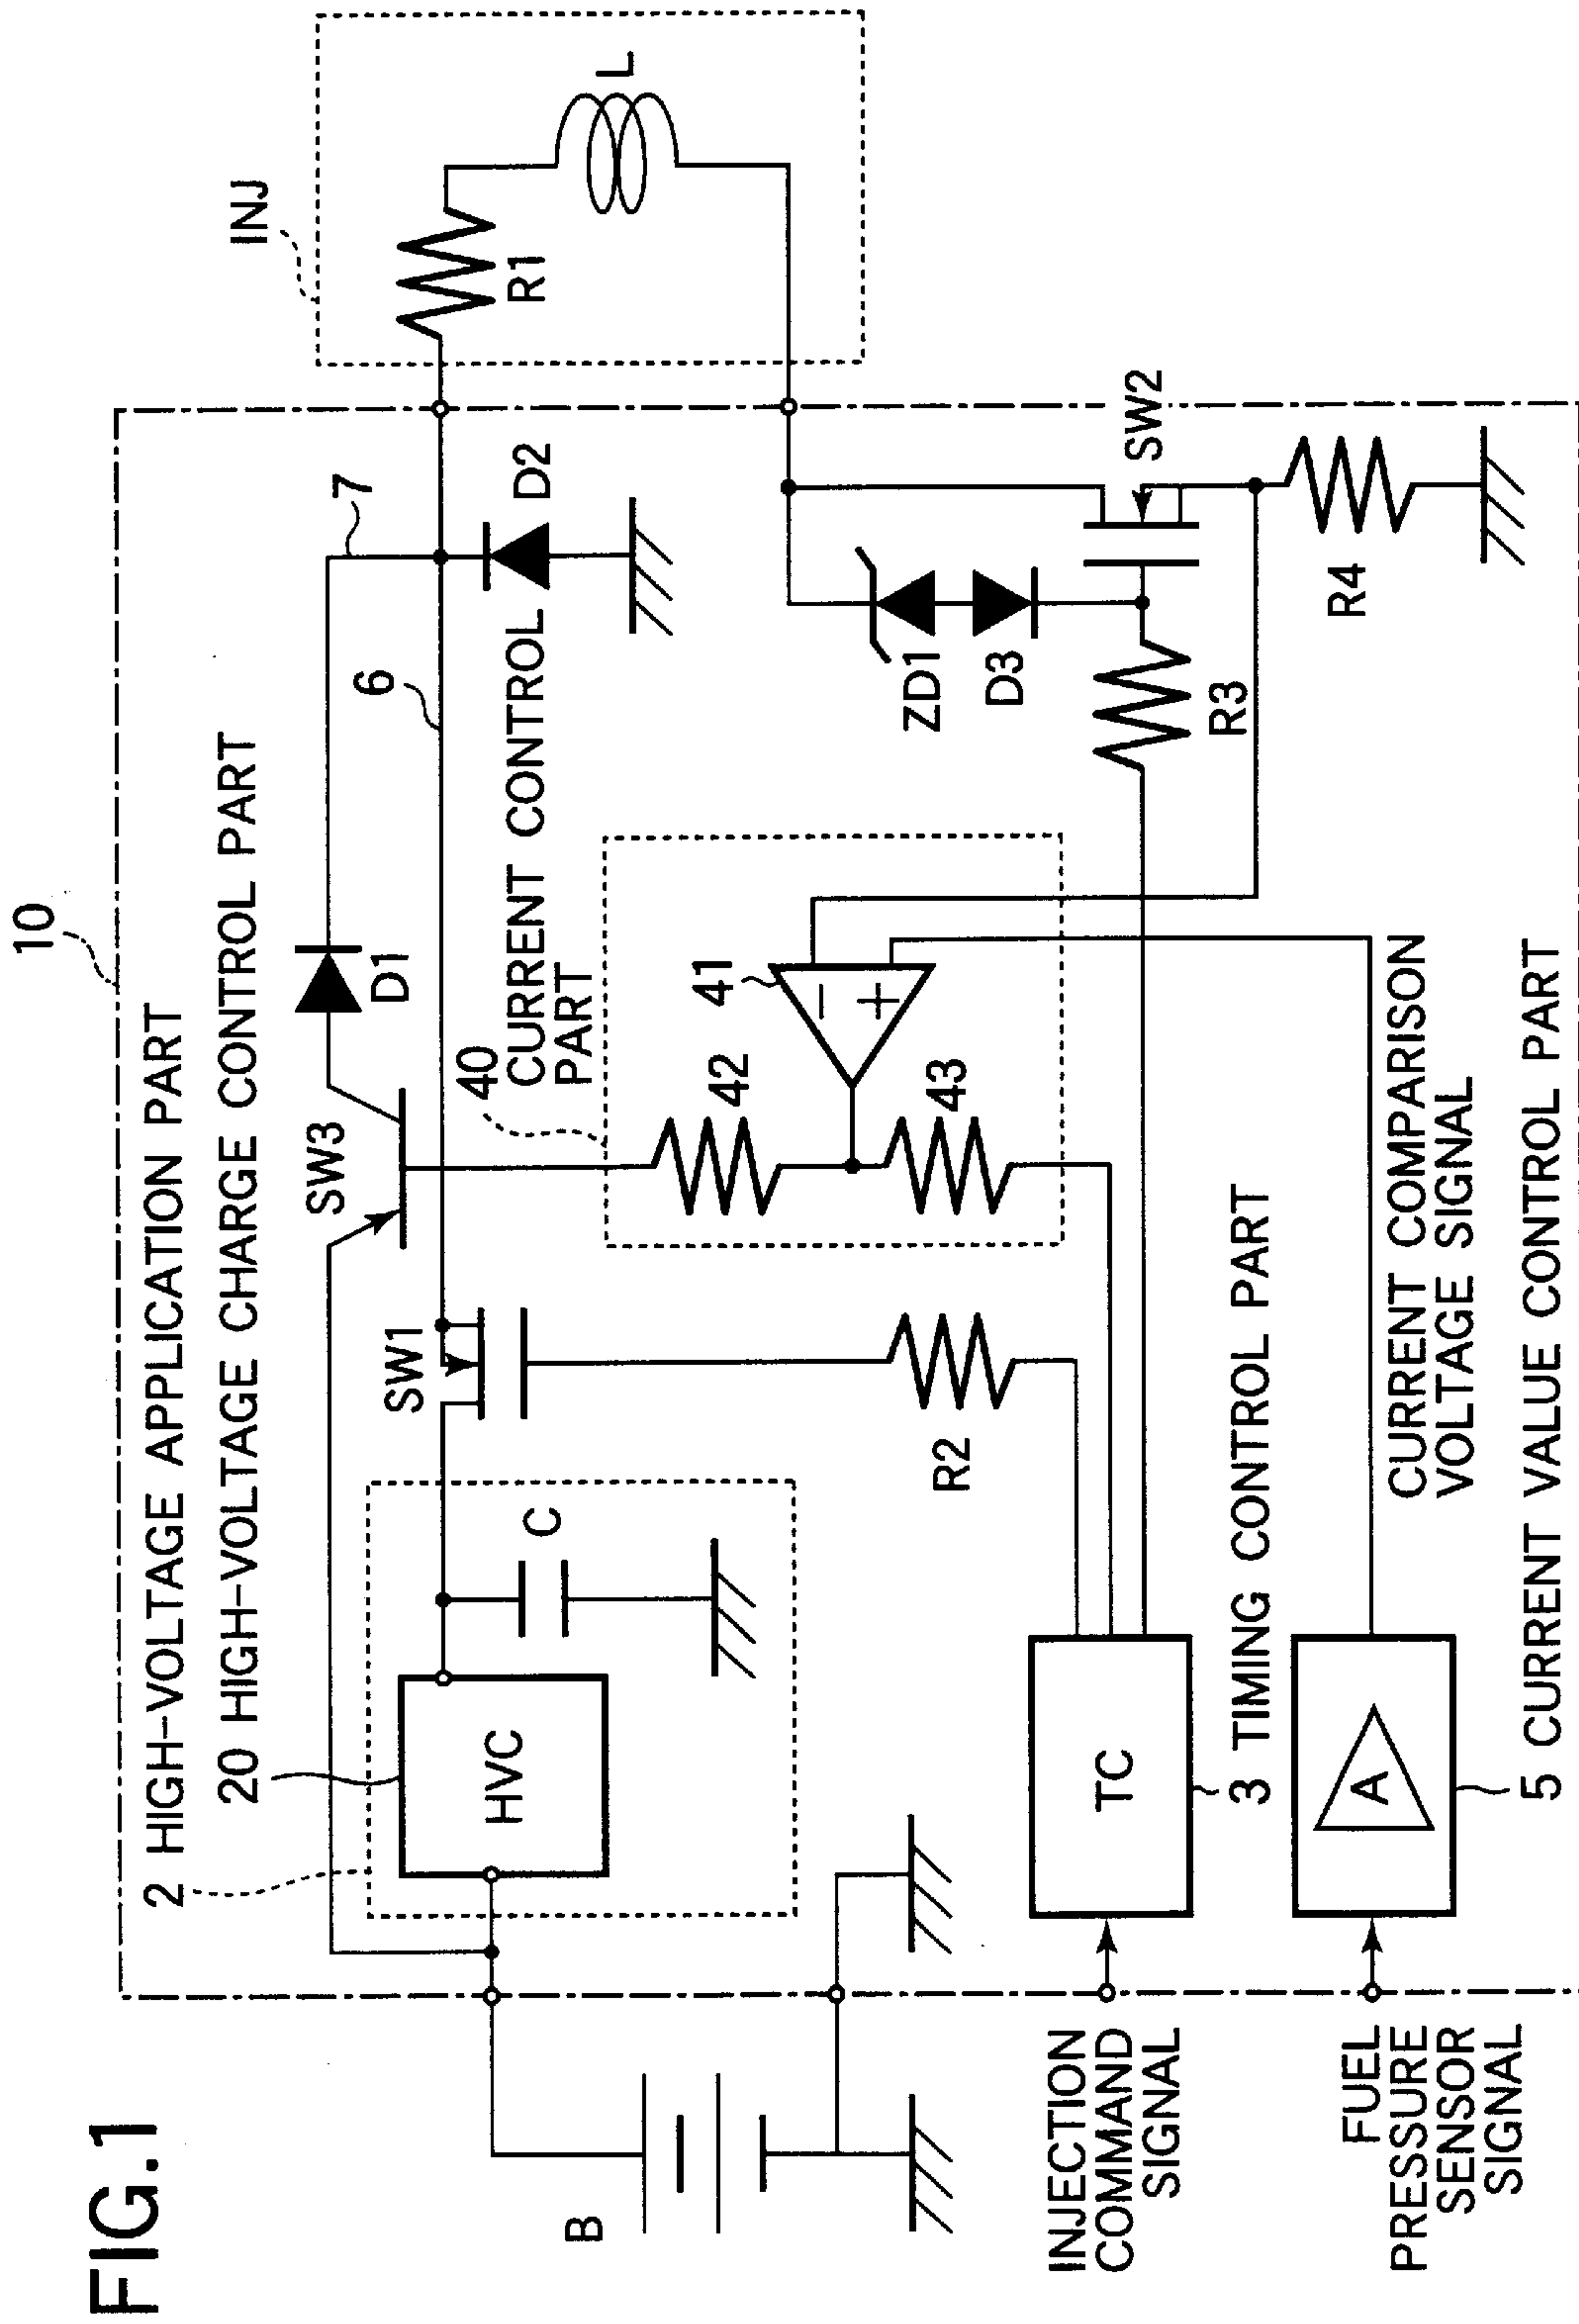 FIG.1
10
2 HIGH-VOLTAGE APPLICATION PART
20 HIGH-VOLTAGE CHARGE CONTROL PART
INJ
7
6
SW3
D1
SW1
D2
R1
L
HVC
C
40
CURRENT CONTROL
PART
42
41
−
+
43
ZD1
D3
SW2
R3
R4
R2
B
TC
3 TIMING CONTROL PART
INJECTION
COMMAND
SIGNAL
A
CURRENT COMPARISON
VOLTAGE SIGNAL
5 CURRENT VALUE CONTROL PART
FUEL
PRESSURE
SENSOR
SIGNAL